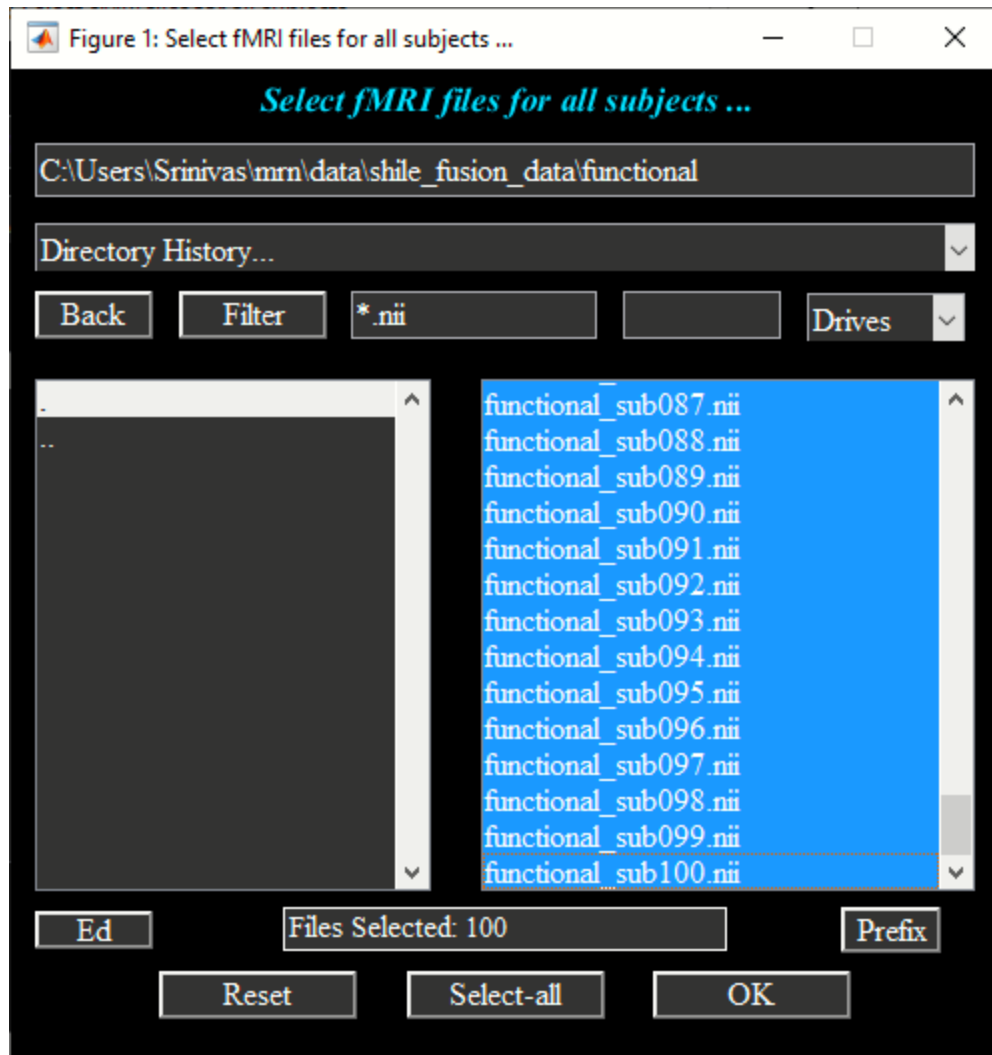 Figure 1: Select fMRI files for all subjects ...
Select fMRI files for all subjects ...
C:\Users\Srinivas\mrn\data\shile_fusion_data\functional
Directory History...
Back Filter *.nii Drives
.
..
functional_sub087.nii
functional_sub088.nii
functional_sub089.nii
functional_sub090.nii
functional_sub091.nii
functional_sub092.nii
functional_sub093.nii
functional_sub094.nii
functional_sub095.nii
functional_sub096.nii
functional_sub097.nii
functional_sub098.nii
functional_sub099.nii
functional_sub100.nii
Ed Files Selected: 100 Prefix
Reset Select-all OK